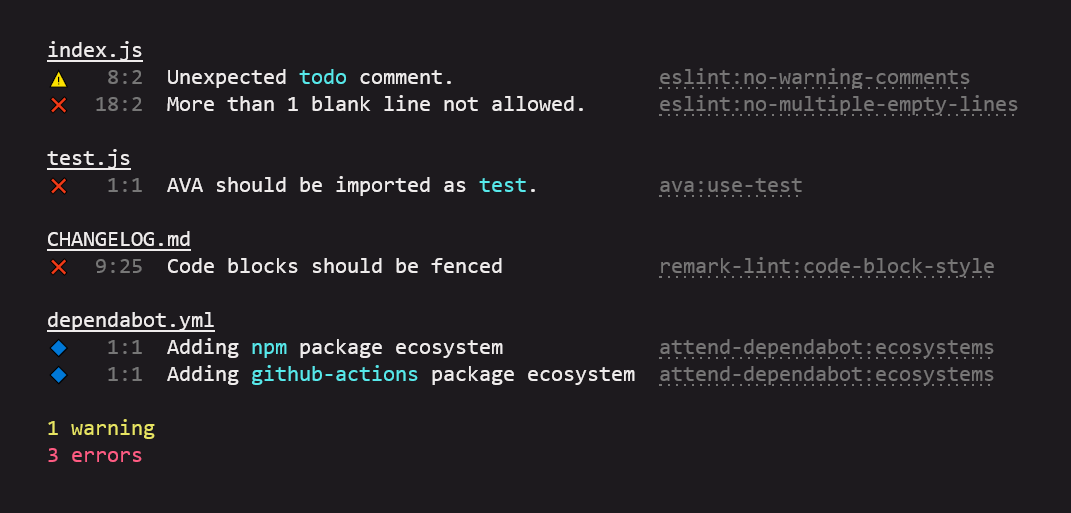 index.js
⚠ 8:2 Unexpected todo comment. eslint:no-warning-comments
✕ 18:2 More than 1 blank line not allowed. eslint:no-multiple-empty-lines
test.js
✕ 1:1 AVA should be imported as test. ava:use-test
CHANGELOG.md
✕ 9:25 Code blocks should be fenced remark-lint:code-block-style
dependabot.yml
◆ 1:1 Adding npm package ecosystem attend-dependabot:ecosystems
◆ 1:1 Adding github-actions package ecosystem attend-dependabot:ecosystems
1 warning
3 errors